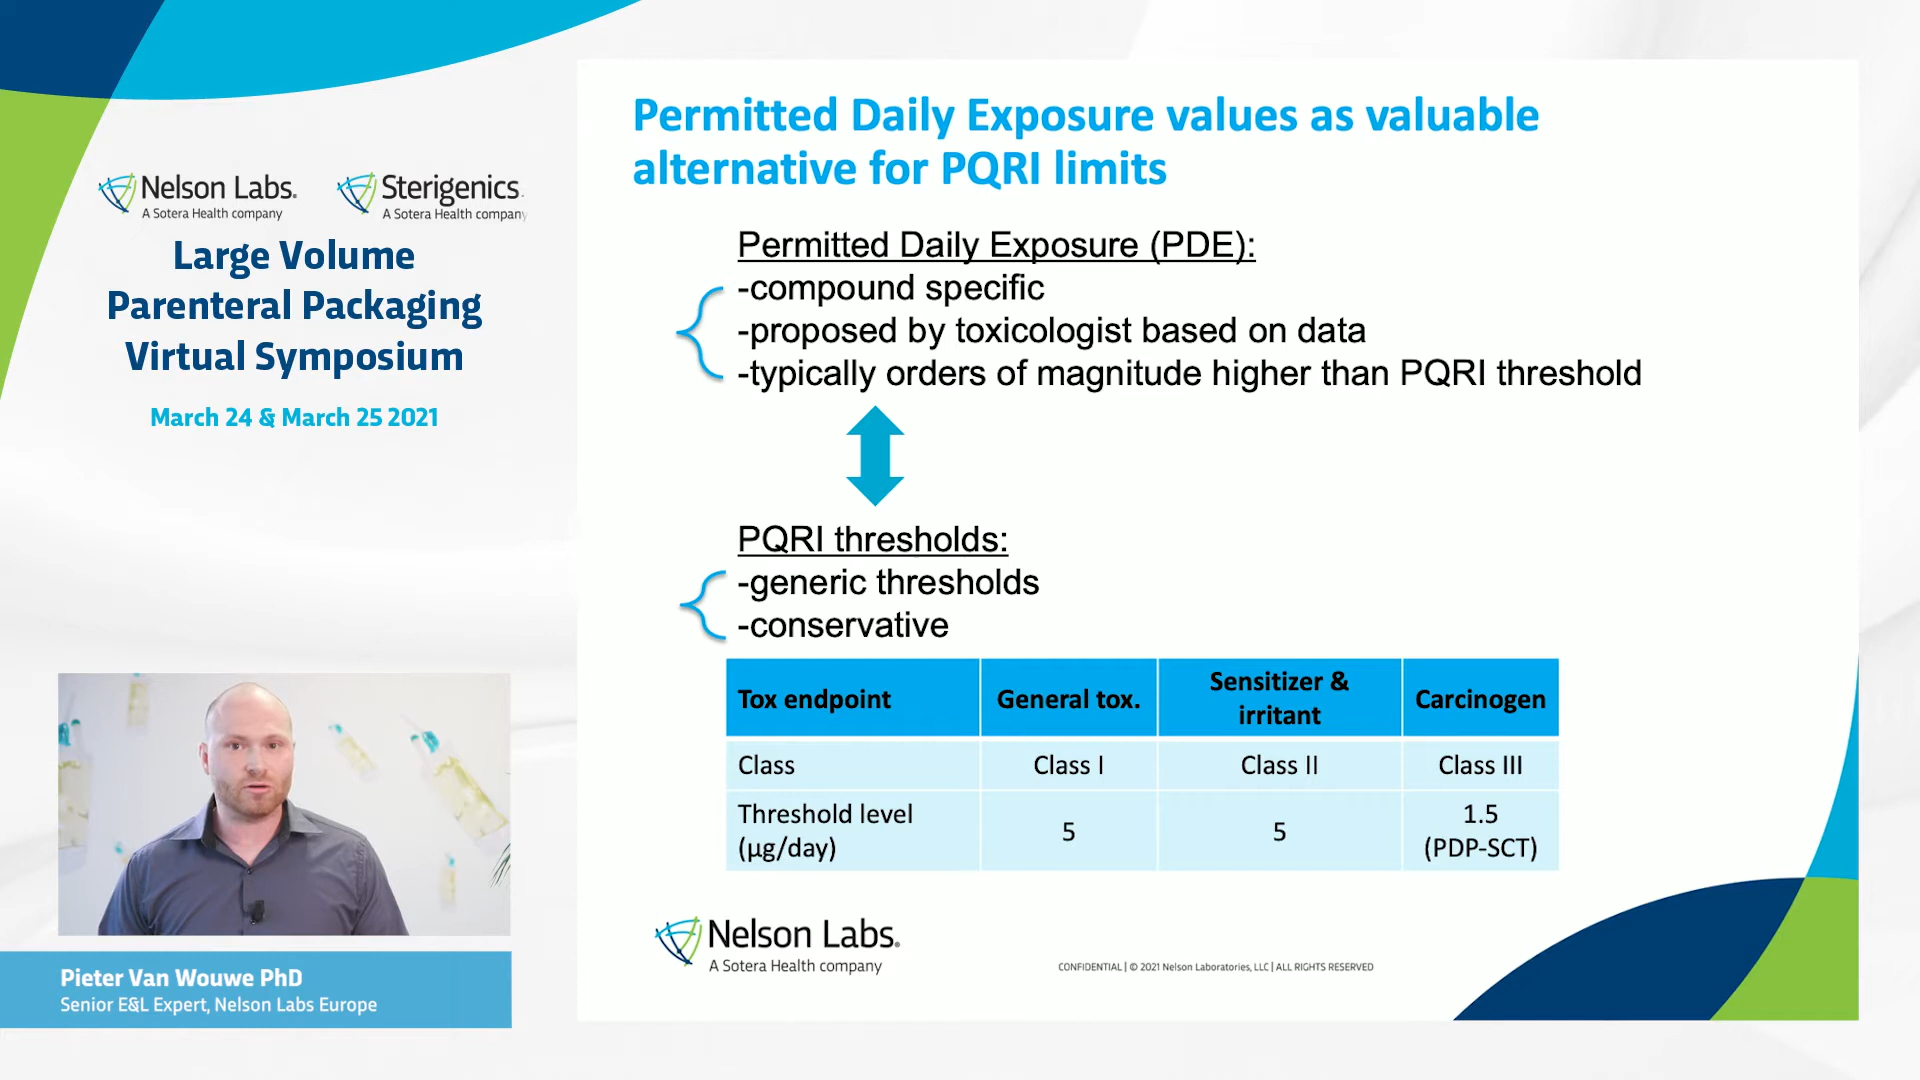 Nelson Labs.
A Sotera Health company
Sterigenics.
A Sotera Health company
Large Volume
Parenteral Packaging
Virtual Symposium
March 24 & March 25 2021
Permitted Daily Exposure values as valuable
alternative for PQRI limits
Permitted Daily Exposure (PDE):
-compound specific
-proposed by toxicologist based on data
-typically orders of magnitude higher than PQRI threshold
PQRI thresholds:
-generic thresholds
-conservative
Tox endpoint General tox. Sensitizer & irritant Carcinogen
Class Class I Class II Class III
Threshold level (µg/day) 5 5 1.5 (PDP-SCT)
Nelson Labs®
A Sotera Health company
CONFIDENTIAL | © 2021 Nelson Laboratories, LLC | ALL RIGHTS RESERVED
Pieter Van Wouwe PhD
Senior E&L Expert, Nelson Labs Europe